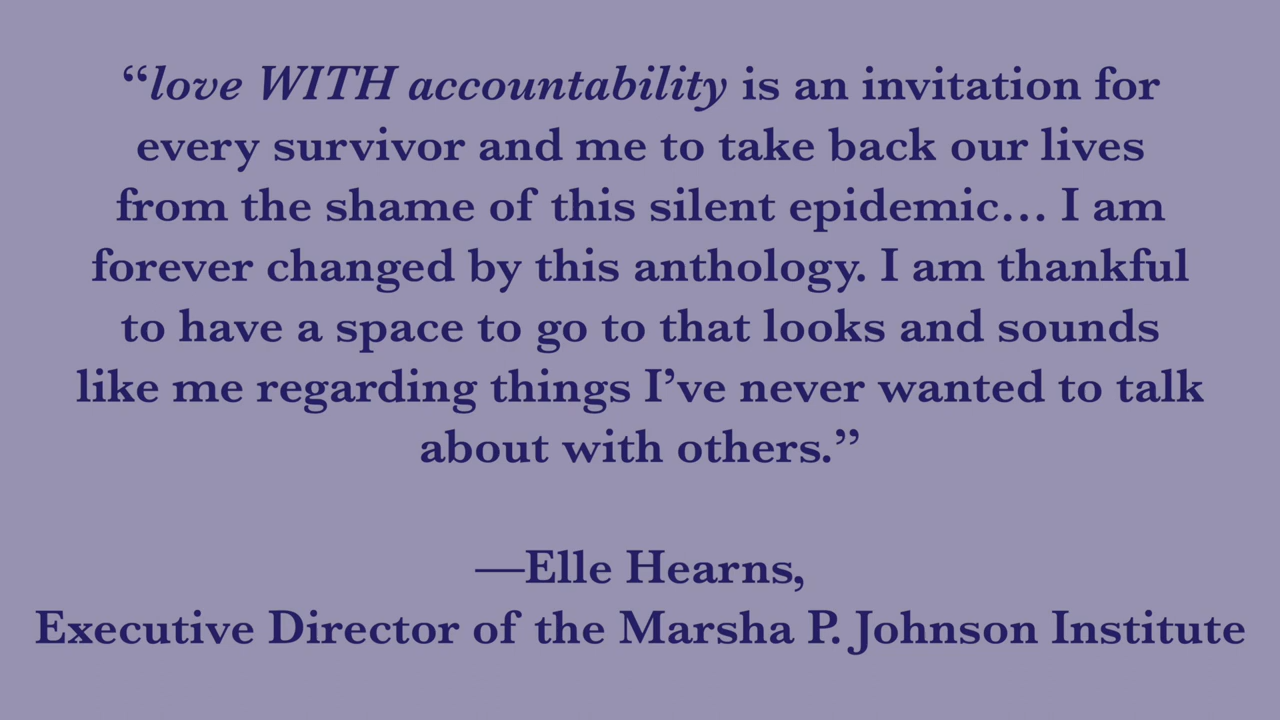 “love WITH accountability is an invitation for
every survivor and me to take back our lives
from the shame of this silent epidemic… I am
forever changed by this anthology. I am thankful
to have a space to go to that looks and sounds
like me regarding things I’ve never wanted to talk
about with others.”
—Elle Hearns,
Executive Director of the Marsha P. Johnson Institute